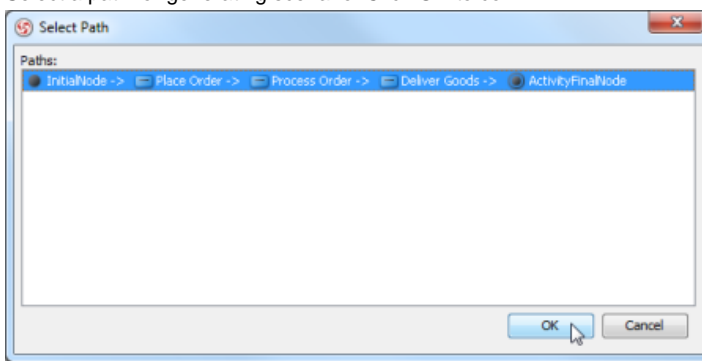 Select Path
Paths:
InitialNode -> Place Order -> Process Order -> Deliver Goods -> ActivityFinalNode
OK Cancel